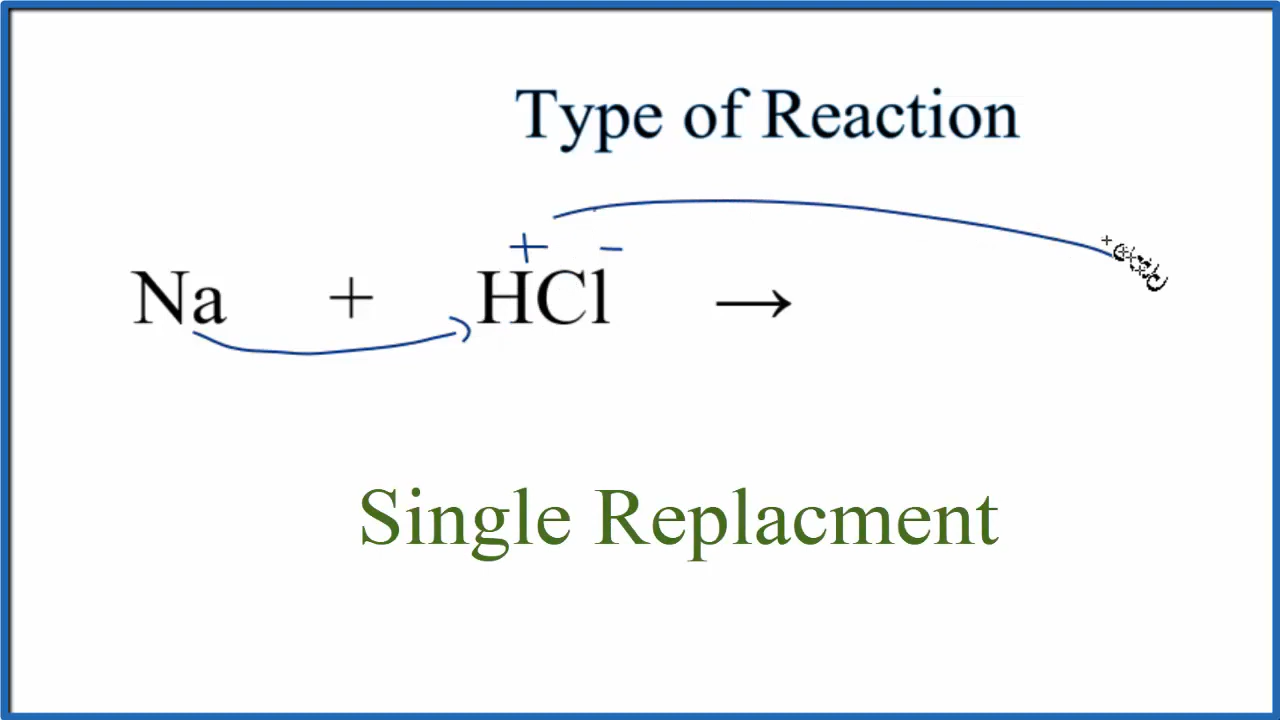 Type of Reaction
+ −
Na + HCl →
Single Replacment